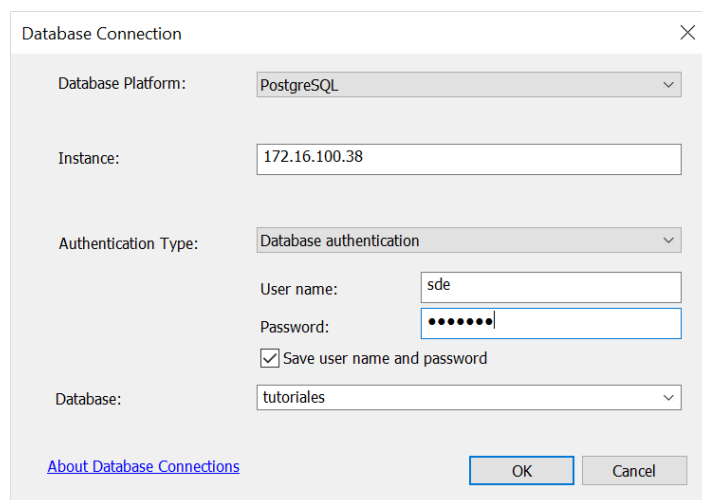 Database Connection
Database Platform: PostgreSQL
Instance: 172.16.100.38
Authentication Type: Database authentication
User name: sde
Password: ●●●●●●●
Save user name and password
Database: tutoriales
About Database Connections OK Cancel